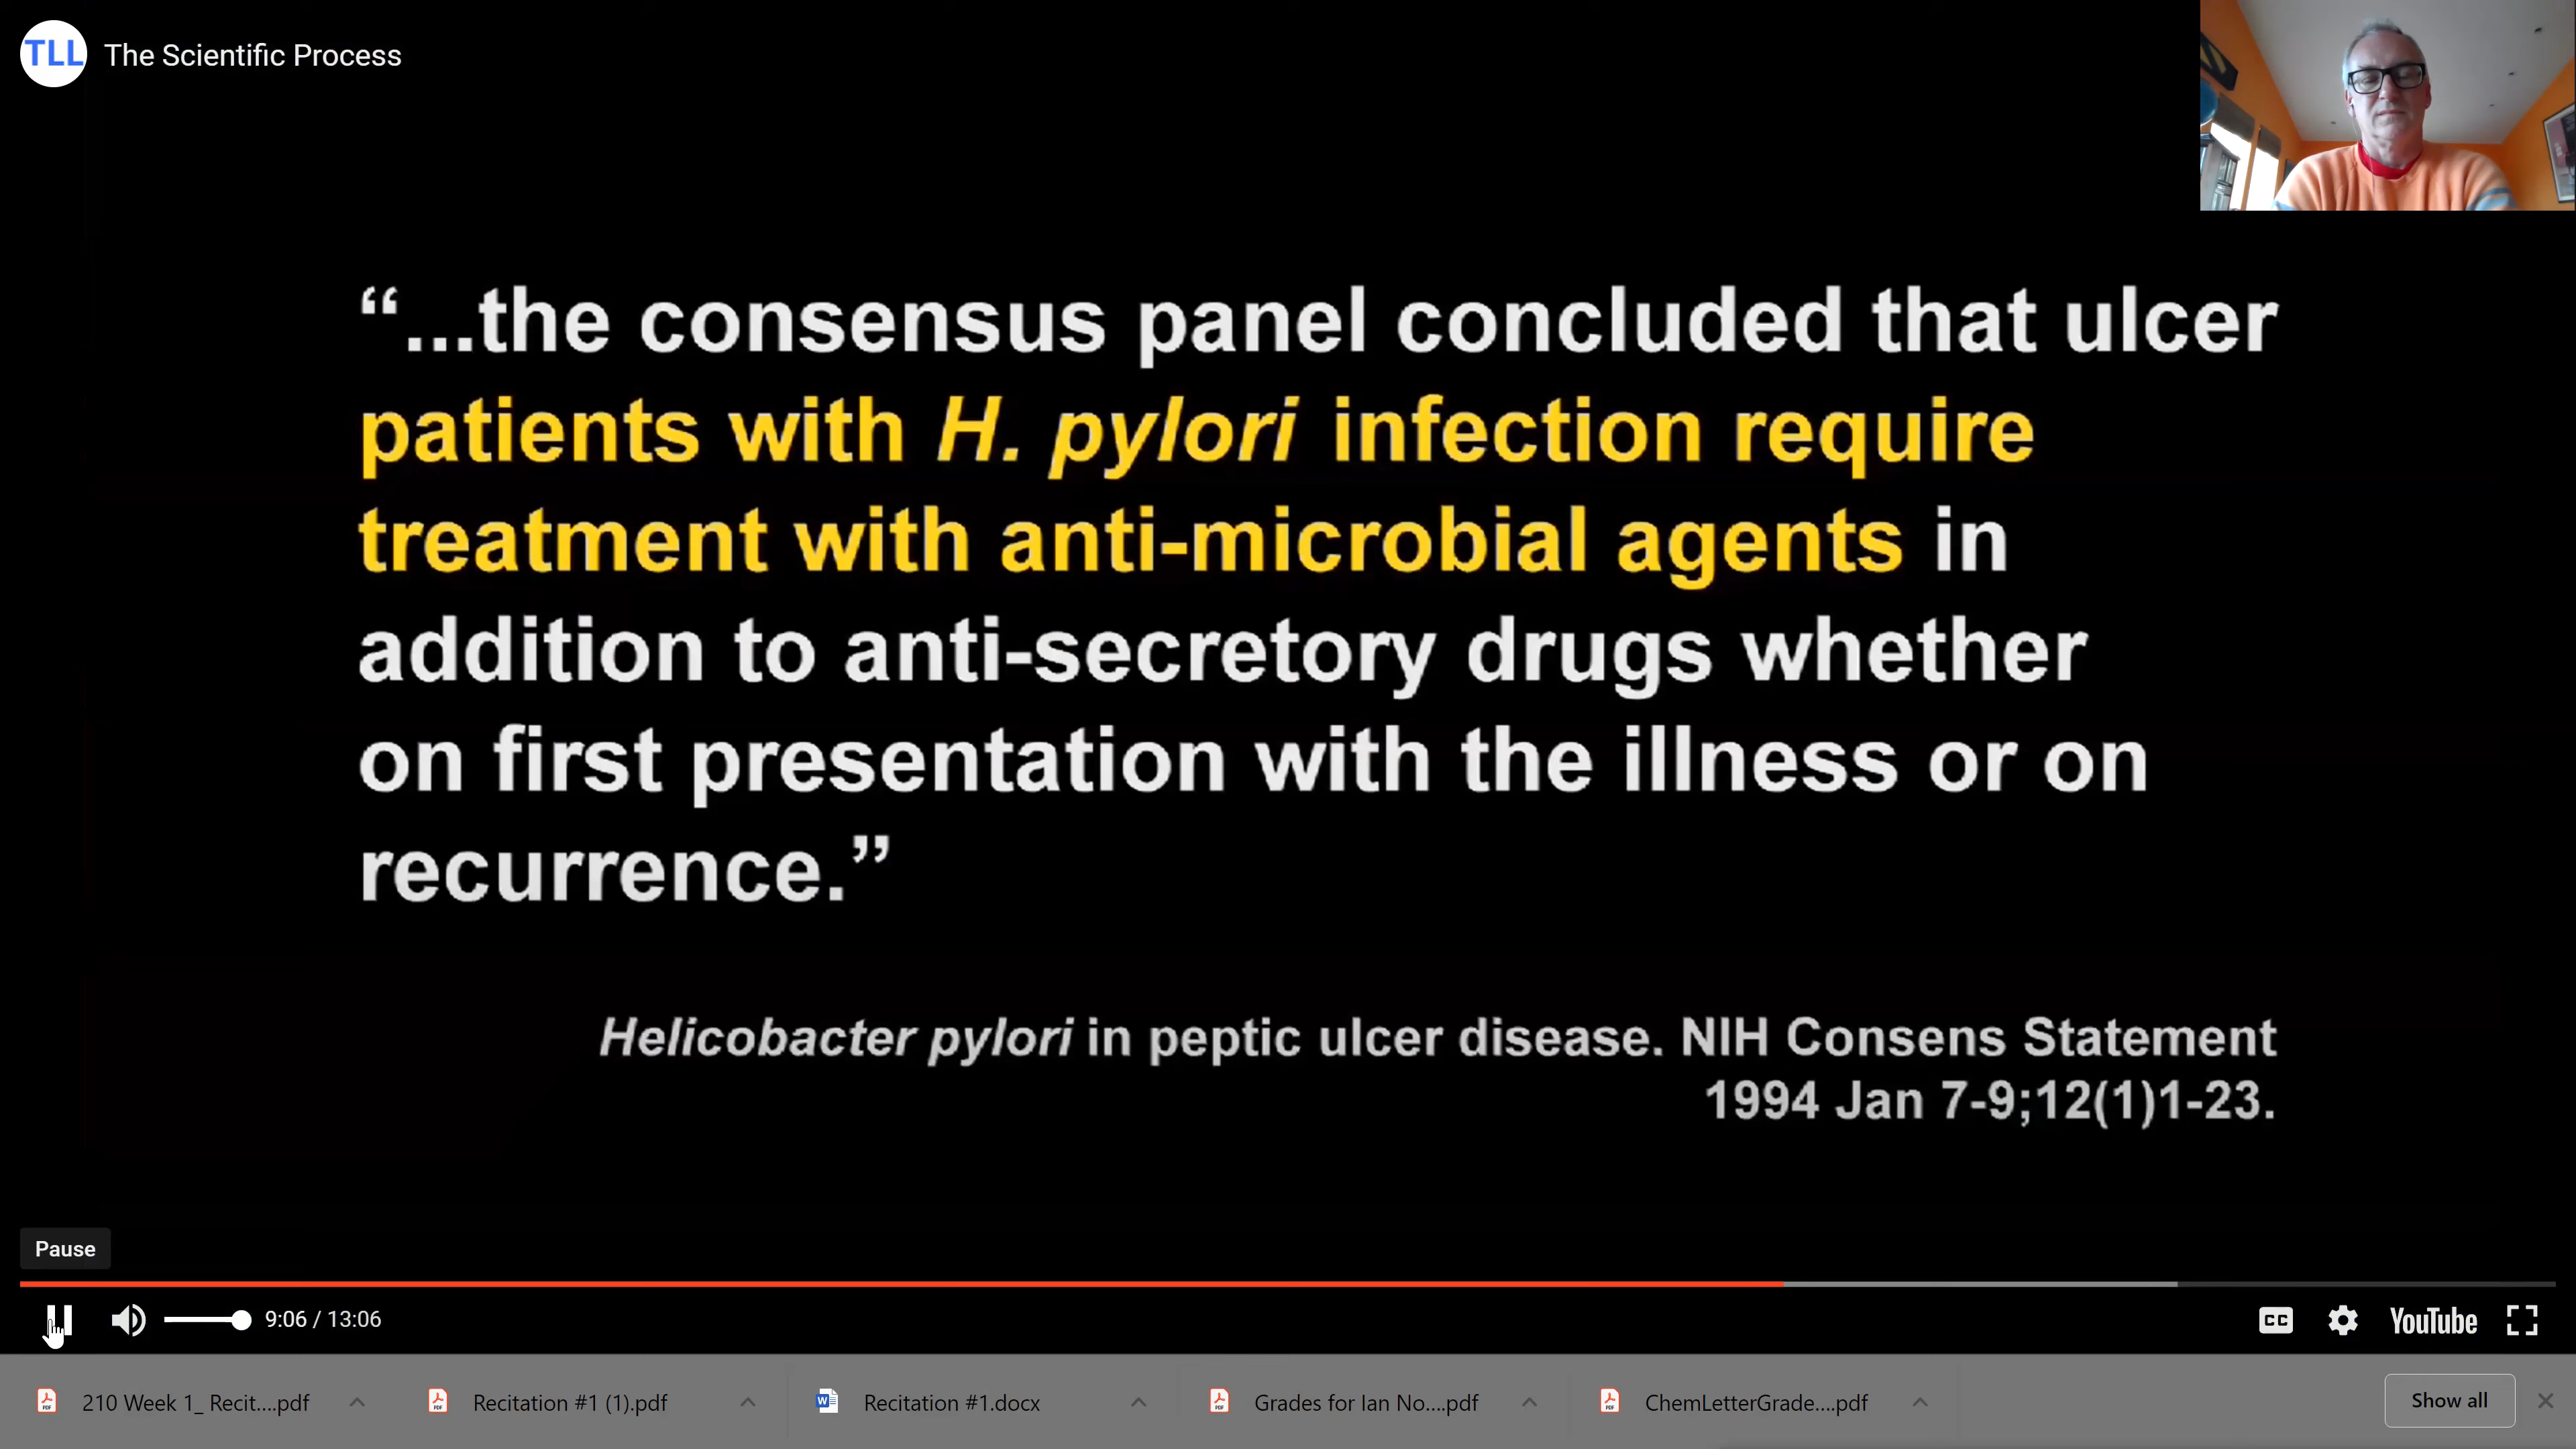 TLL The Scientific Process
“...the consensus panel concluded that ulcer
patients with H. pylori infection require
treatment with anti-microbial agents in
addition to anti-secretory drugs whether
on first presentation with the illness or on
recurrence.”
Helicobacter pylori in peptic ulcer disease. NIH Consens Statement
1994 Jan 7-9;12(1)1-23.
Pause
9:06 / 13:06
CC
YouTube
210 Week 1_ Recit....pdf
Recitation #1 (1).pdf
Recitation #1.docx
Grades for Ian No....pdf
ChemLetterGrade....pdf
Show all